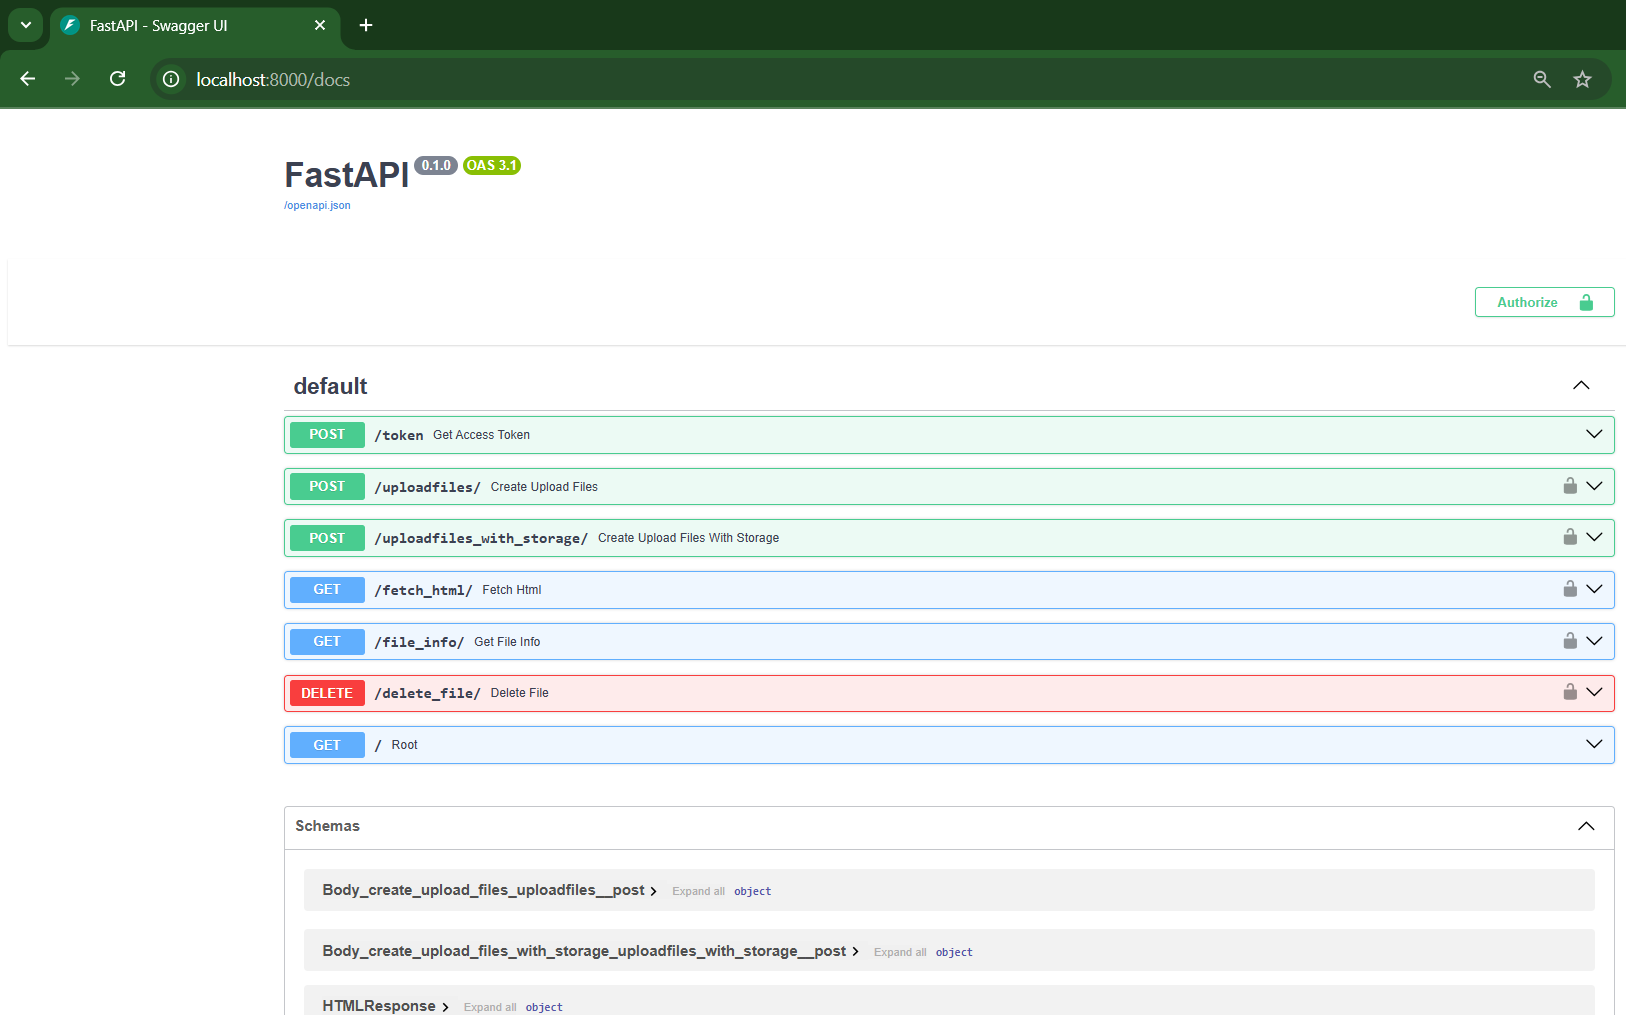 FastAPI - Swagger UI
localhost:8000/docs
FastAPI 0.1.0 OAS 3.1
/openapi.json
Authorize
default
POST /token Get Access Token
POST /uploadfiles/ Create Upload Files
POST /uploadfiles_with_storage/ Create Upload Files With Storage
GET /fetch_html/ Fetch Html
GET /file_info/ Get File Info
DELETE /delete_file/ Delete File
GET / Root
Schemas
Body_create_upload_files_uploadfiles__post Expand all object
Body_create_upload_files_with_storage_uploadfiles_with_storage__post Expand all object
HTMLResponse Expand all object